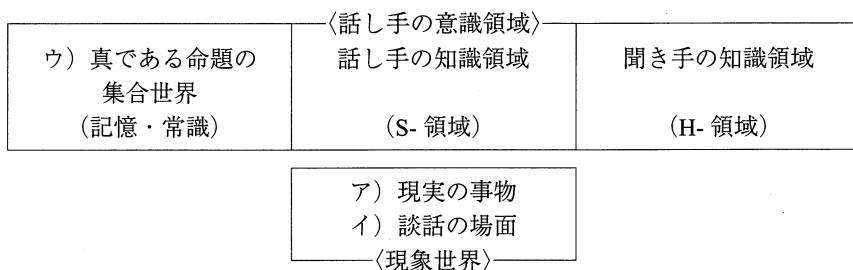 〈話し手の意識領域〉
ウ）真である命題の
集合世界
（記憶・常識）
話し手の知識領域
（S- 領域）
聞き手の知識領域
（H- 領域）
ア）現実の事物
イ）談話の場面
〈現象世界〉